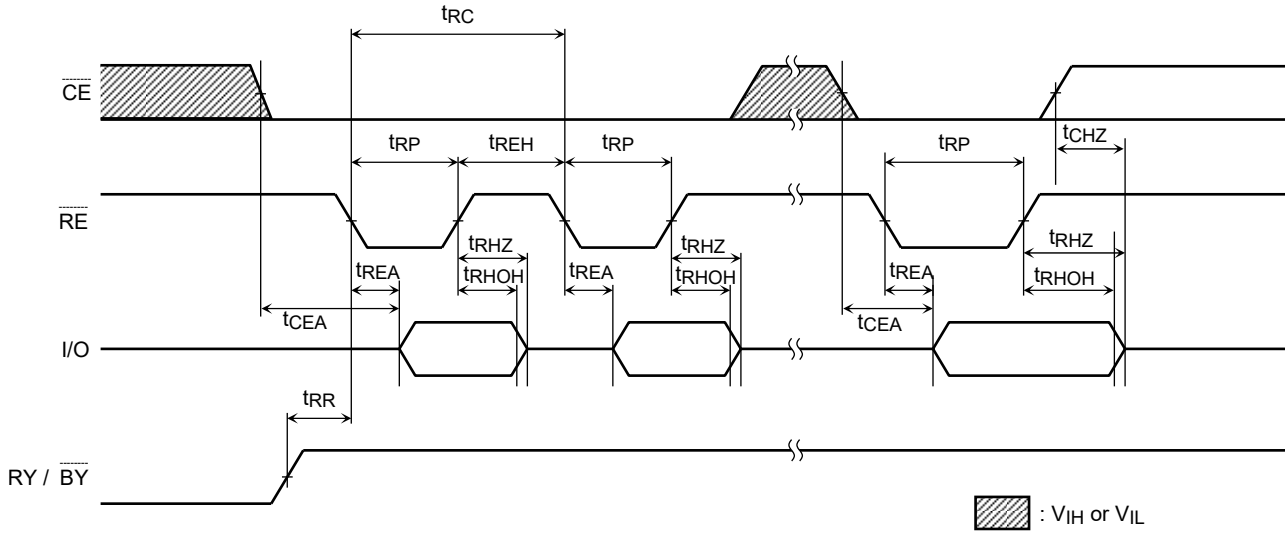 tRC
CE
tCHZ
tRP tREH tRP tRP
RE
tRHZ tRHZ tRHZ
tREA tRHOH tREA tRHOH tREA tRHOH
tCEA tCEA
I/O
tRR
RY / BY
: VIH or VIL